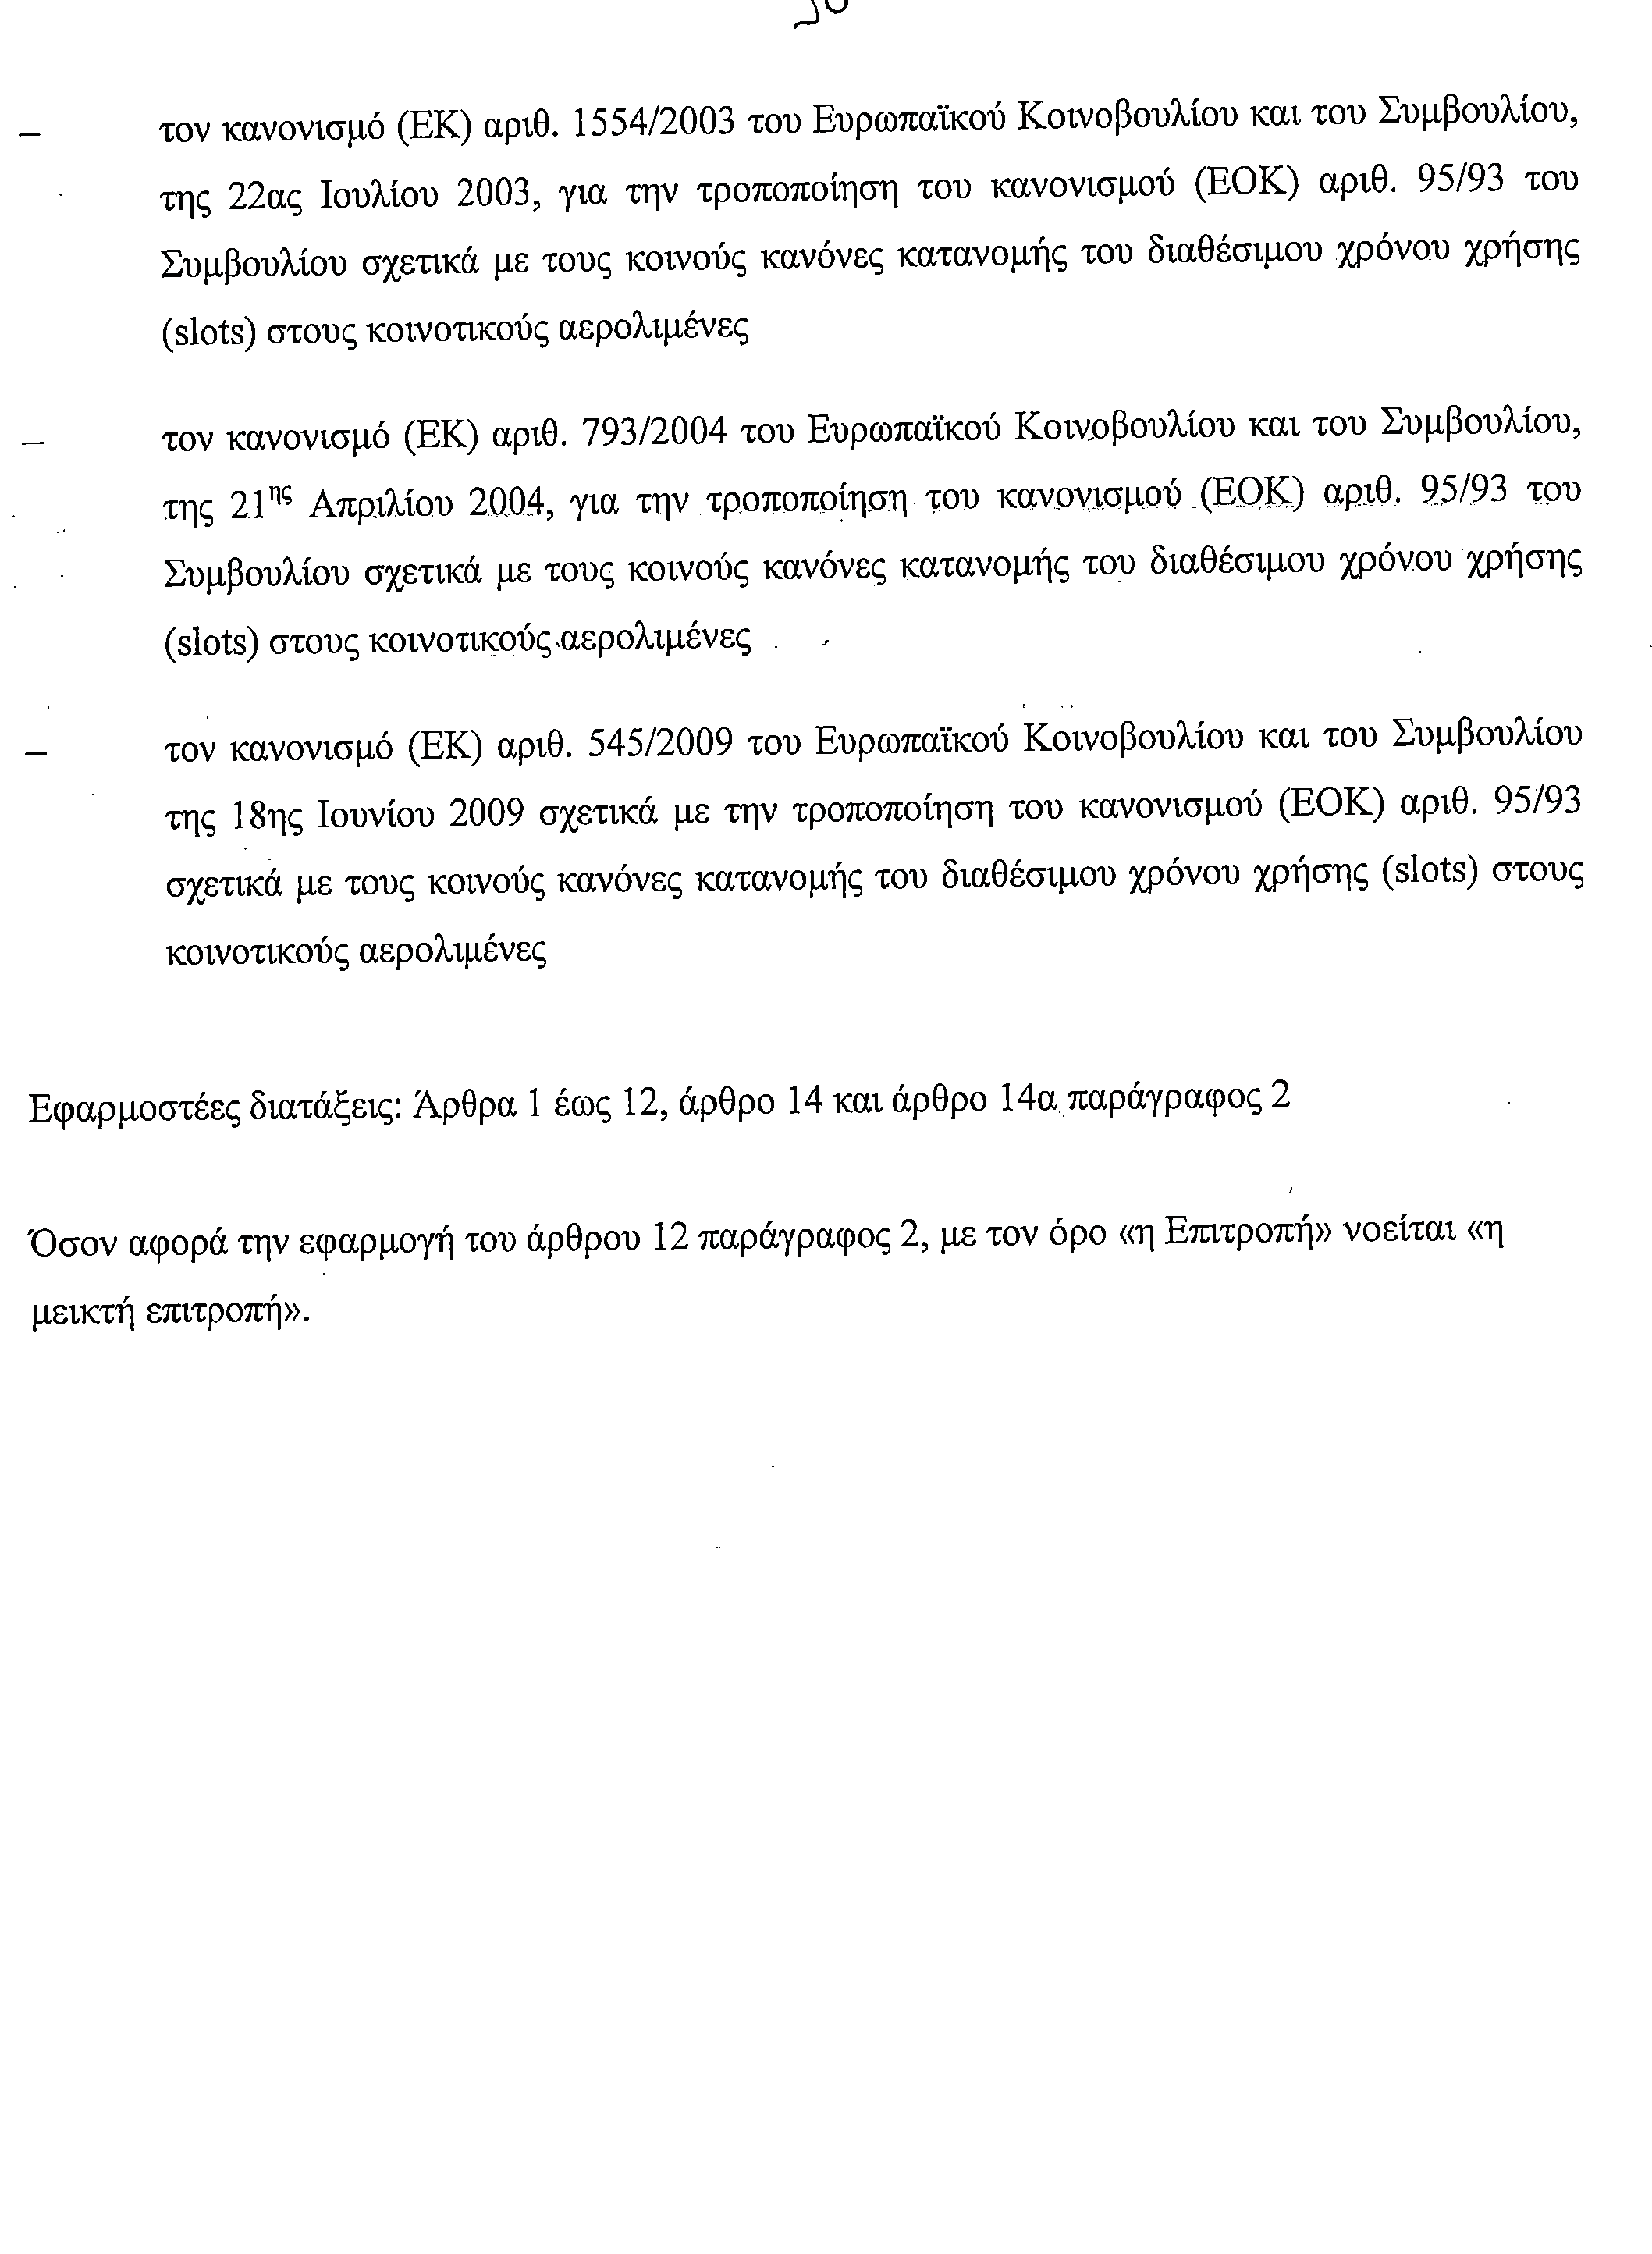 – τον κανονισμό (ΕΚ) αριθ. 1554/2003 του Ευρωπαϊκού Κοινοβουλίου και του Συμβουλίου,
της 22ας Ιουλίου 2003, για την τροποποίηση του κανονισμού (ΕΟΚ) αριθ. 95/93 του
Συμβουλίου σχετικά με τους κοινούς κανόνες κατανομής του διαθέσιμου χρόνου χρήσης
(slots) στους κοινοτικούς αερολιμένες
– τον κανονισμό (ΕΚ) αριθ. 793/2004 του Ευρωπαϊκού Κοινοβουλίου και του Συμβουλίου,
της 21ης Απριλίου 2004, για την τροποποίηση του κανονισμού (ΕΟΚ) αριθ. 95/93 του
Συμβουλίου σχετικά με τους κοινούς κανόνες κατανομής του διαθέσιμου χρόνου χρήσης
(slots) στους κοινοτικούς αερολιμένες
– τον κανονισμό (ΕΚ) αριθ. 545/2009 του Ευρωπαϊκού Κοινοβουλίου και του Συμβουλίου
της 18ης Ιουνίου 2009 σχετικά με την τροποποίηση του κανονισμού (ΕΟΚ) αριθ. 95/93
σχετικά με τους κοινούς κανόνες κατανομής του διαθέσιμου χρόνου χρήσης (slots) στους
κοινοτικούς αερολιμένες
Εφαρμοστέες διατάξεις: Άρθρα 1 έως 12, άρθρο 14 και άρθρο 14α παράγραφος 2
Όσον αφορά την εφαρμογή του άρθρου 12 παράγραφος 2, με τον όρο «η Επιτροπή» νοείται «η
μεικτή επιτροπή».